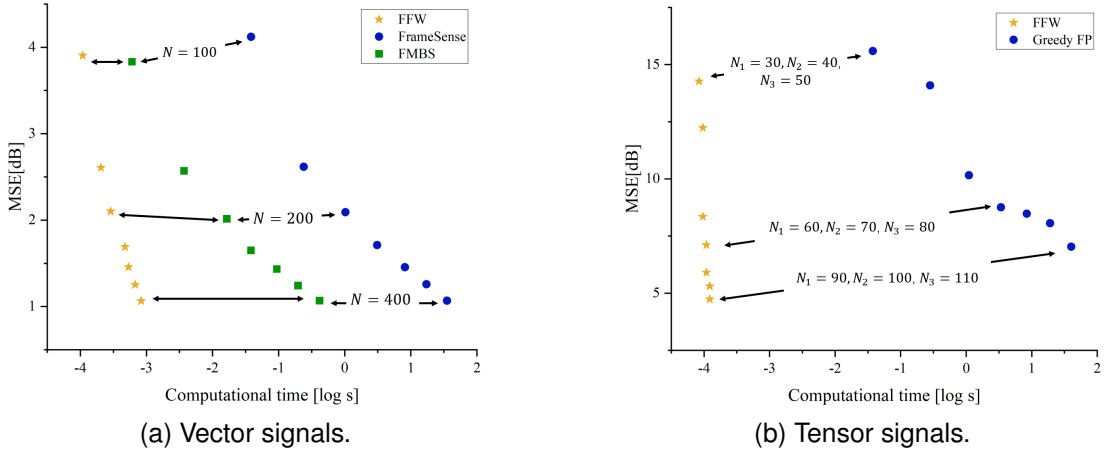 FFW
FrameSense
FMBS
N = 100
N = 200
N = 400
MSE[dB]
4
3
2
1
-4
-3
-2
-1
0
1
2
Computational time [log s]
(a) Vector signals.
FFW
Greedy FP
N₁ = 30, N₂ = 40,
N₃ = 50
N₁ = 60, N₂ = 70, N₃ = 80
N₁ = 90, N₂ = 100, N₃ = 110
MSE[dB]
15
10
5
-4
-3
-2
-1
0
1
2
Computational time [log s]
(b) Tensor signals.